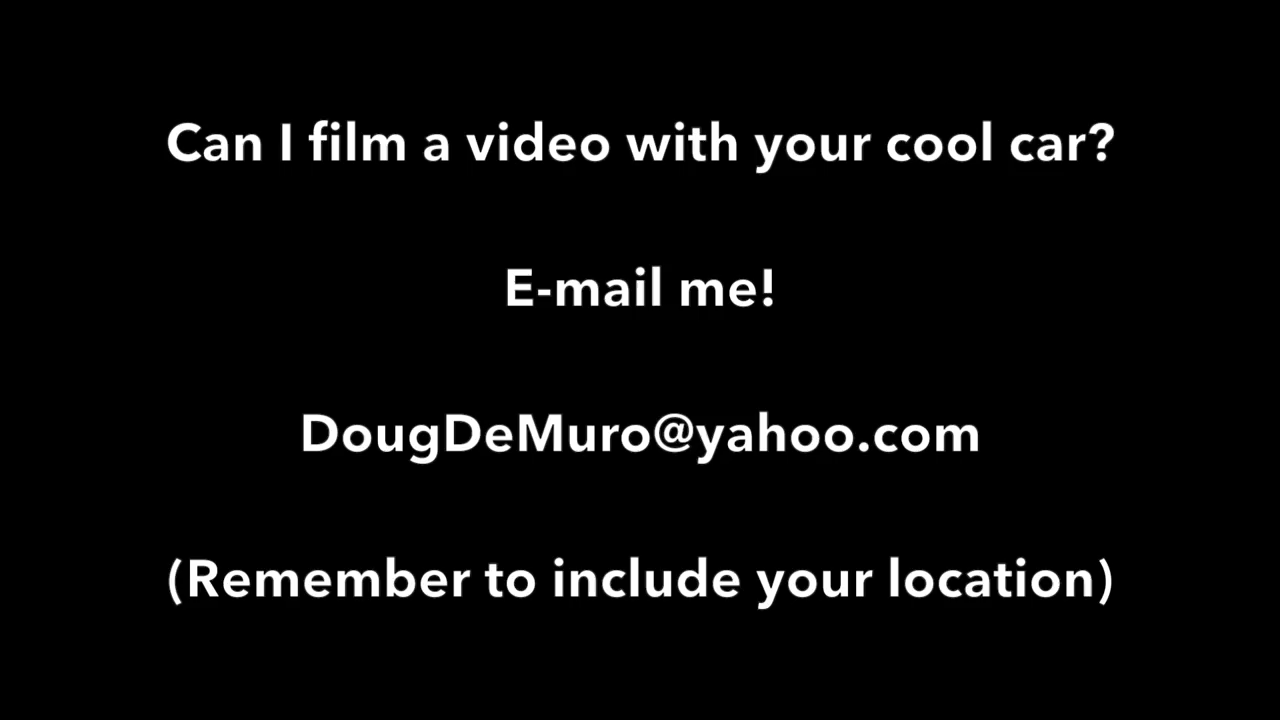 Can I film a video with your cool car?
E-mail me!
DougDeMuro@yahoo.com
(Remember to include your location)